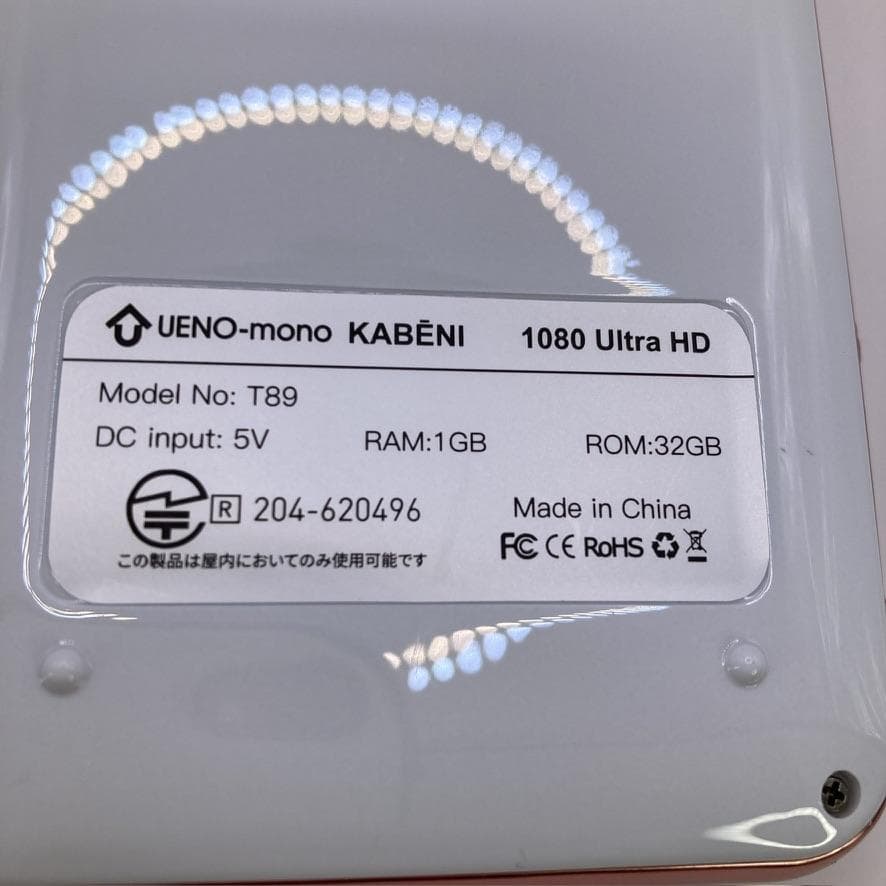 UENO-mono KABĒNI 1080 Ultra HD
Model No: T89
DC input: 5V RAM:1GB ROM:32GB
R 204-620496 Made in China
この製品は屋内においてのみ使用可能です FC CE RoHS